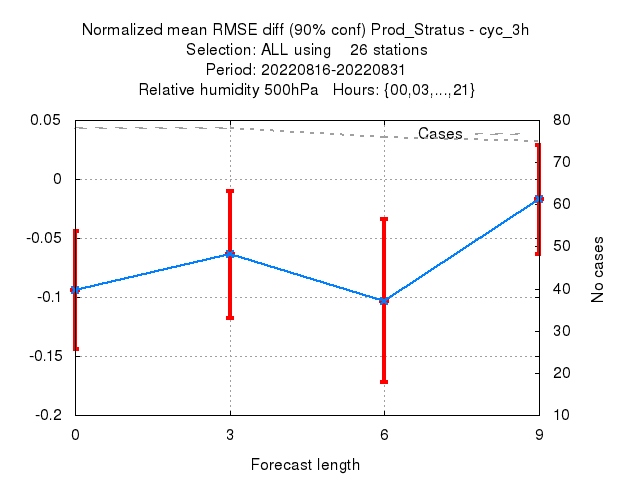 Normalized mean RMSE diff (90% conf) Prod_Stratus - cyc_3h
Selection: ALL using    26 stations
Period: 20220816-20220831
Relative humidity 500hPa   Hours: {00,03,...,21}
0.05
0
-0.05
-0.1
-0.15
-0.2
Cases
80
70
60
50
40
30
20
10
No cases
0 3 6 9
Forecast length